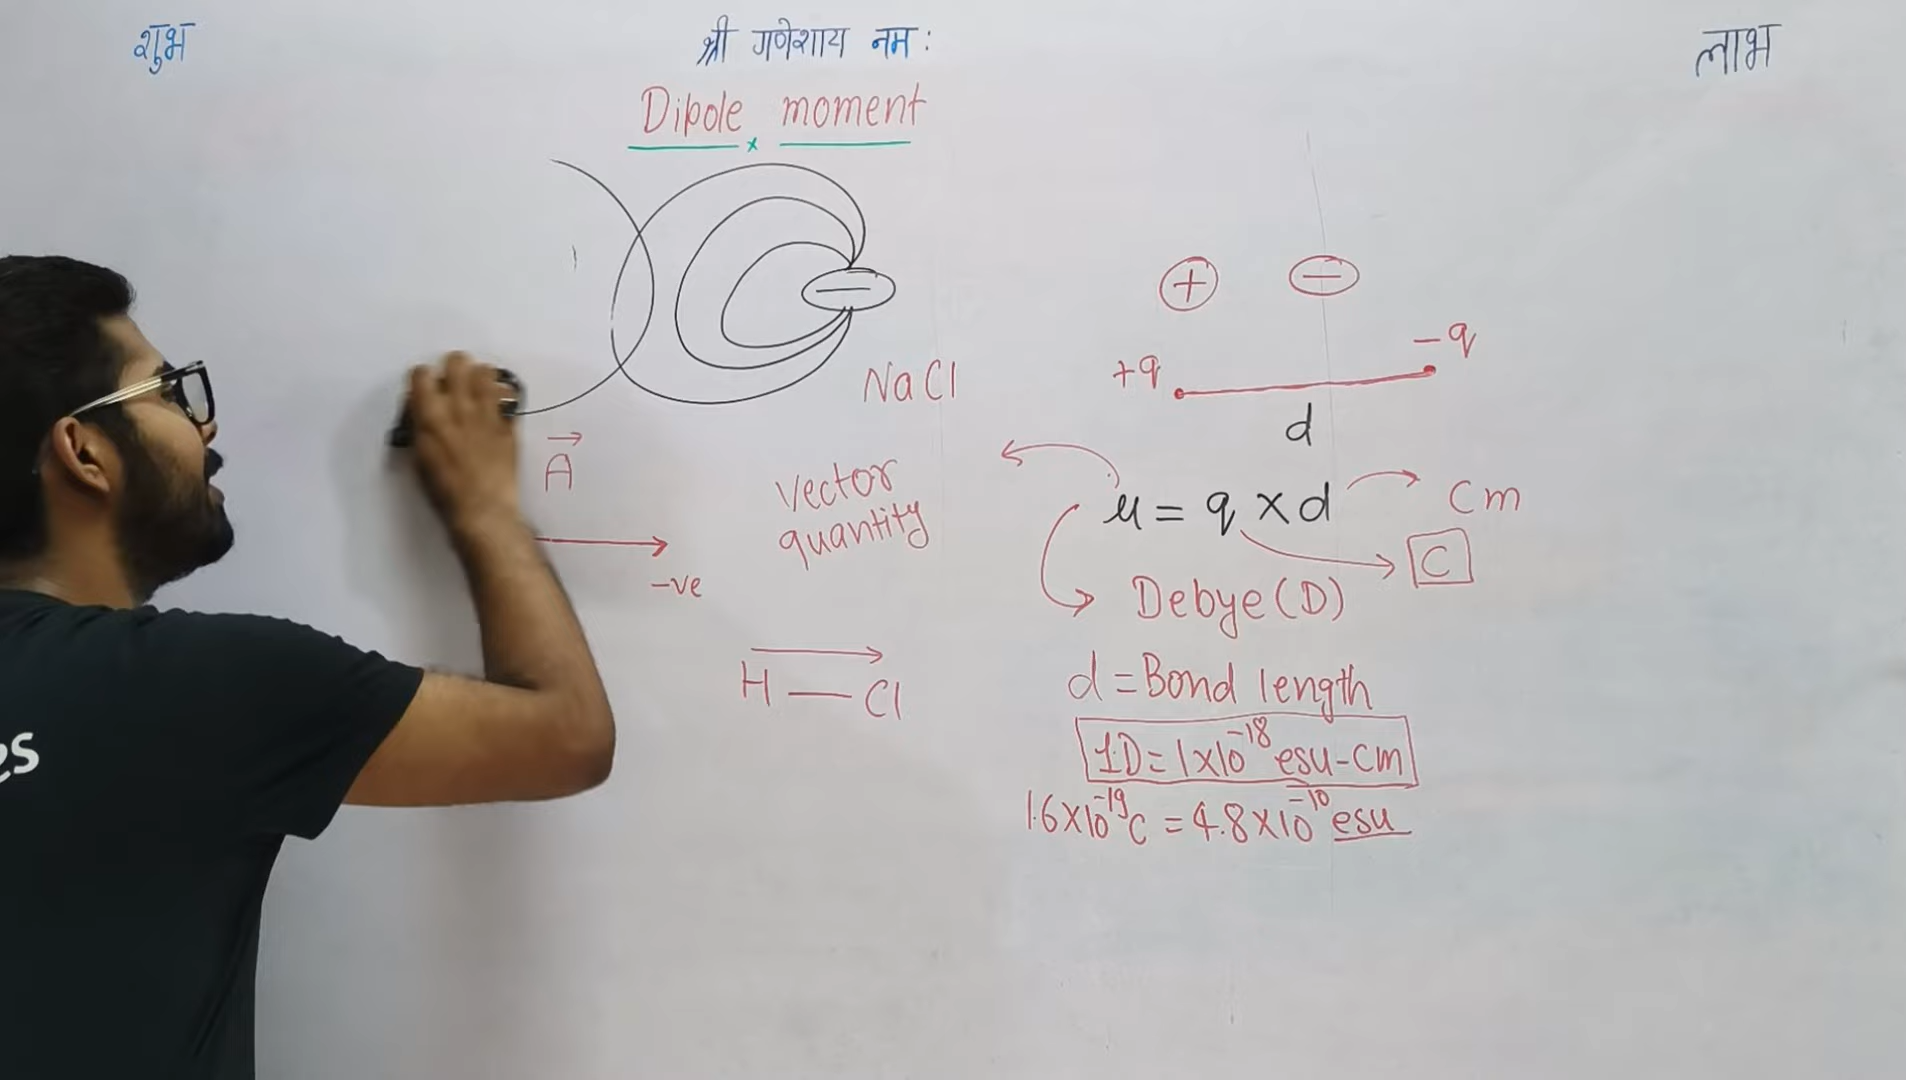 शुभ
श्री गणेशाय नमः
लाभ
Dipole moment
x
+
−
−
+q
−q
NaCl
d
A⃗
Vector
quantity
μ = q × d
Cm
C
-ve
Debye (D)
H — Cl
d = Bond length
1D = 1×10⁻¹⁸ esu-cm
1.6×10⁻¹⁹C = 4.8×10⁻¹⁰ esu
es